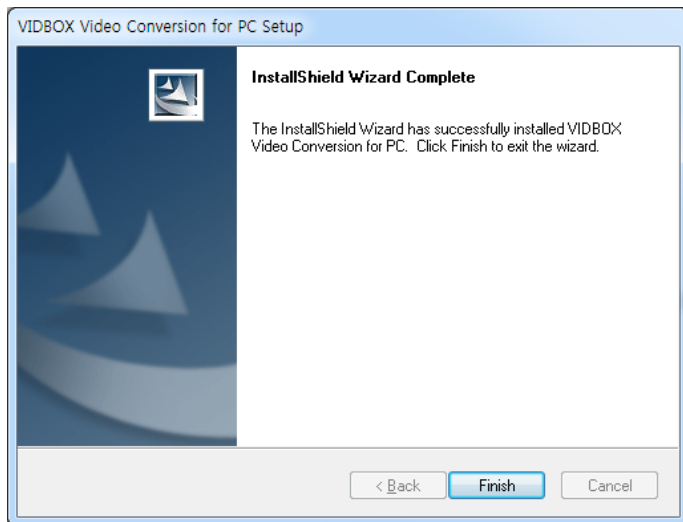 VIDBOX Video Conversion for PC Setup
InstallShield Wizard Complete
The InstallShield Wizard has successfully installed VIDBOX
Video Conversion for PC.  Click Finish to exit the wizard.
< Back
Finish
Cancel